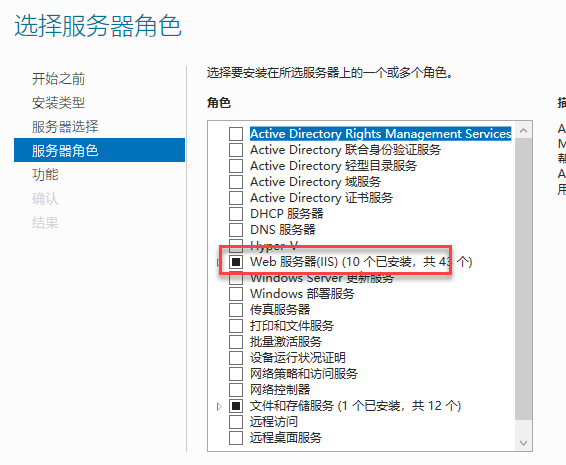 选择服务器角色
开始之前
安装类型
服务器选择
服务器角色
功能
确认
结果
选择要安装在所选服务器上的一个或多个角色。
角色
Active Directory Rights Management Services
Active Directory 联合身份验证服务
Active Directory 轻型目录服务
Active Directory 域服务
Active Directory 证书服务
DHCP 服务器
DNS 服务器
Hyper-V
Web 服务器(IIS) (10 个已安装，共 43 个)
Windows Server 更新服务
Windows 部署服务
传真服务器
打印和文件服务
批量激活服务
设备运行状况证明
网络策略和访问服务
网络控制器
文件和存储服务 (1 个已安装，共 12 个)
远程访问
远程桌面服务
描
A
M
帮
A
用